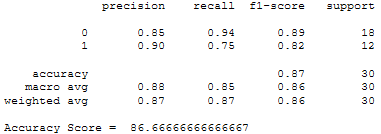 precision recall f1-score support
0 0.85 0.94 0.89 18
1 0.90 0.75 0.82 12
accuracy 0.87 30
macro avg 0.88 0.85 0.86 30
weighted avg 0.87 0.87 0.86 30
Accuracy Score = 86.66666666666667